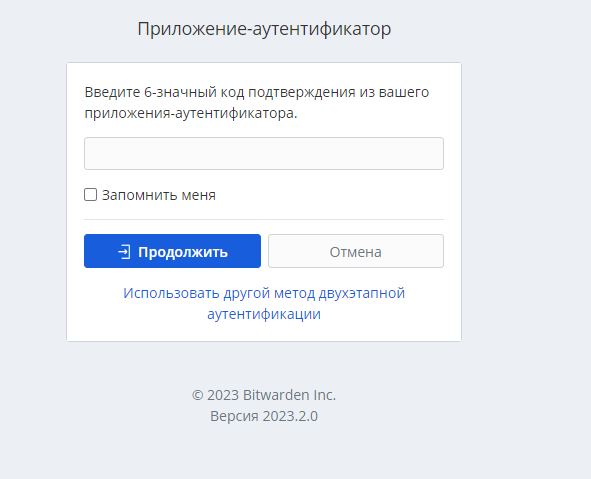 Приложение-аутентификатор
Введите 6-значный код подтверждения из вашего
приложения-аутентификатора.
Запомнить меня
Продолжить
Отмена
Использовать другой метод двухэтапной
аутентификации
© 2023 Bitwarden Inc.
Версия 2023.2.0